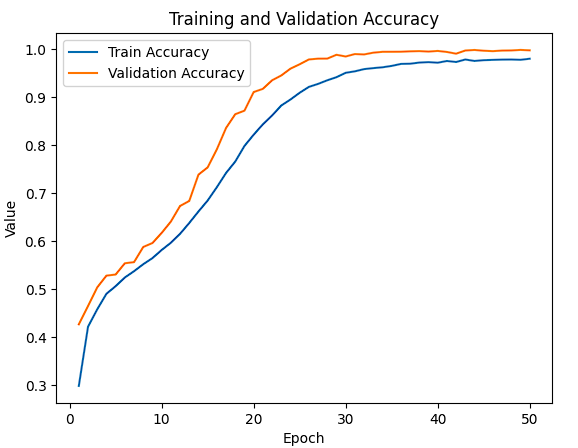 Training and Validation Accuracy
Train Accuracy
Validation Accuracy
1.0
0.9
0.8
0.7
0.6
0.5
0.4
0.3
Value
0 10 20 30 40 50
Epoch